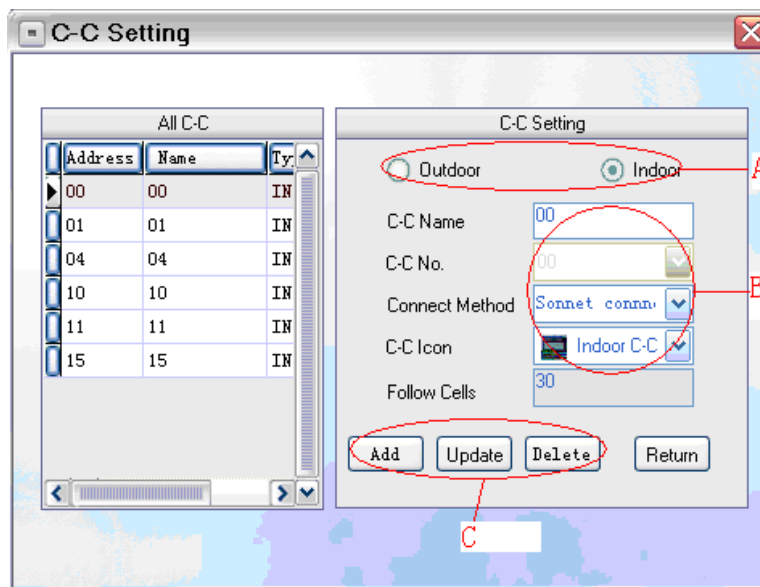 C-C Setting
All C-C
Address Name Ty
00 00 IN
01 01 IN
04 04 IN
10 10 IN
11 11 IN
15 15 IN
C-C Setting
Outdoor Indoor
A
C-C Name 00
C-C No. 00
B
Connect Method Sonnet connn
C-C Icon Indoor C-C
Follow Cells 30
Add Update Delete Return
C